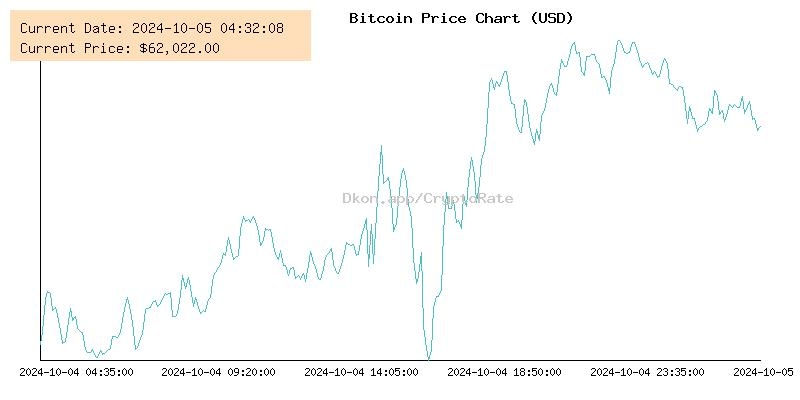 Bitcoin Price Chart (USD)
Current Date: 2024-10-05 04:32:08
Current Price: $62,022.00
Dkon.app/CryptoRate
2024-10-04 04:35:00 2024-10-04 09:20:00 2024-10-04 14:05:00 2024-10-04 18:50:00 2024-10-04 23:35:00 2024-10-05